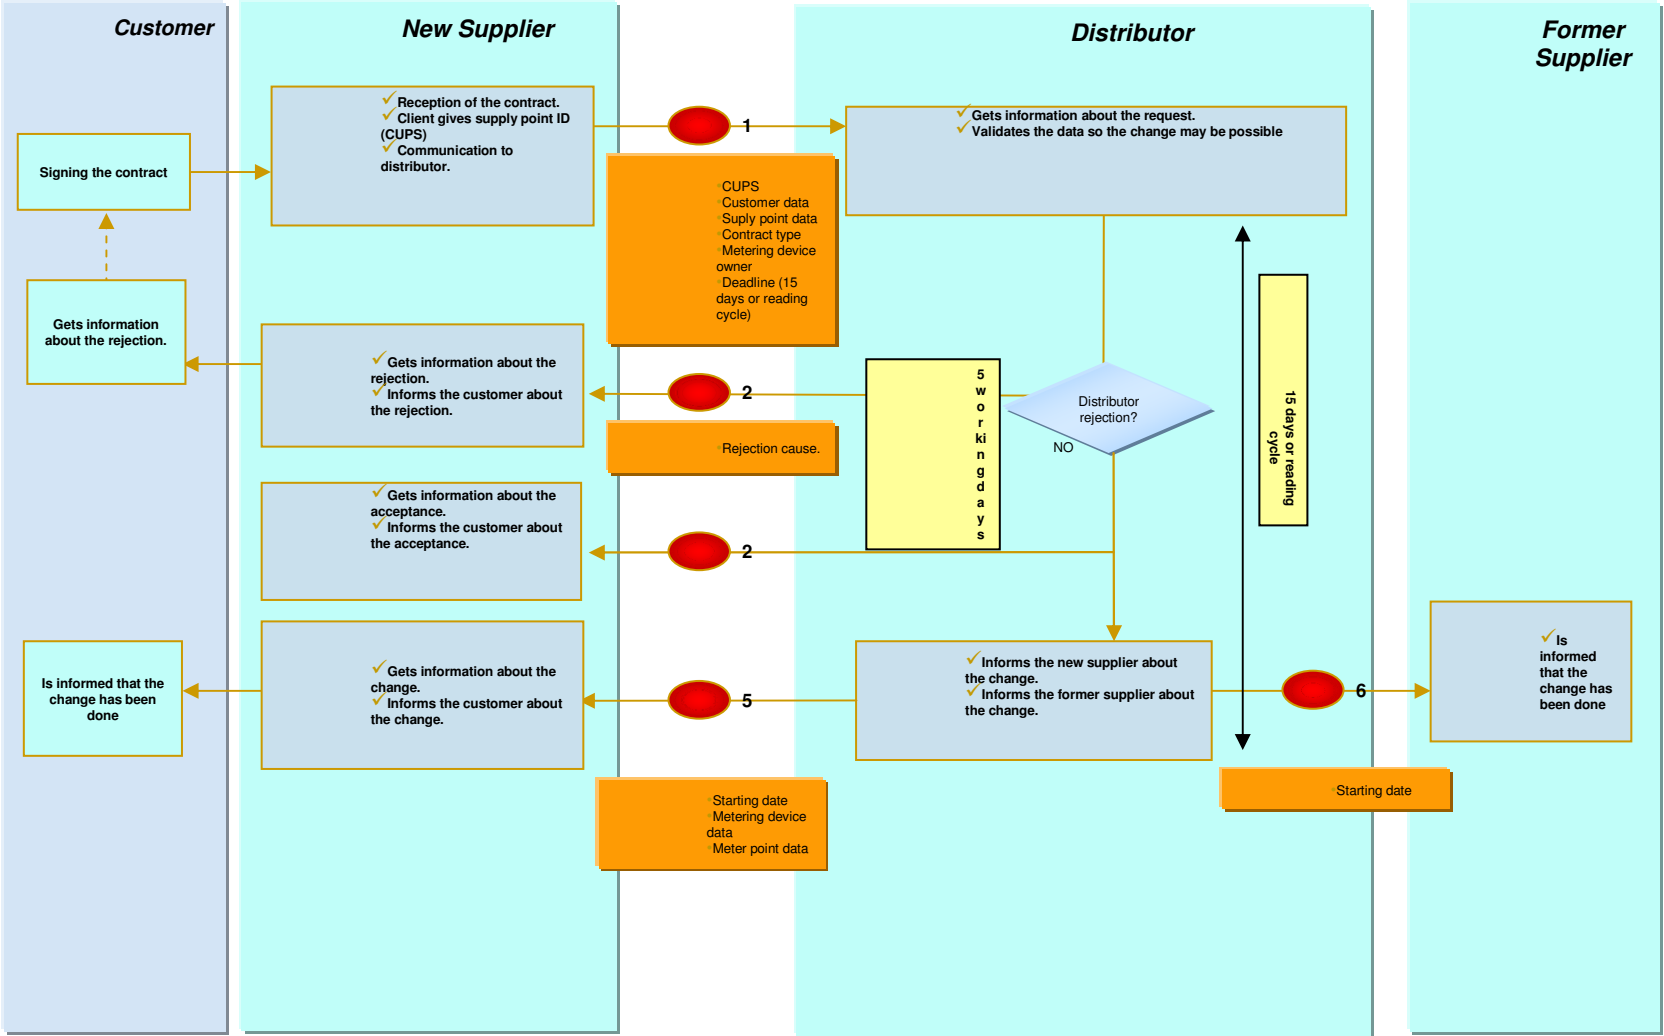 Customer
New Supplier
Distributor
Former
Supplier
Signing the contract
Gets information
about the rejection.
Is informed that the
change has been
done
Reception of the contract.
Client gives supply point ID
(CUPS)
Communication to
distributor.
1
CUPS
Customer data
Suply point data
Contract type
Metering device
owner
Deadline (15
days or reading
cycle)
Gets information about the request.
Validates the data so the change may be possible
Gets information about the
rejection.
Informs the customer about
the rejection.
2
Rejection cause.
5
w
o
r
ki
n
g
d
a
y
s
Distributor
rejection?
NO
15 days or reading
cycle
Gets information about the
acceptance.
Informs the customer about
the acceptance.
2
Gets information about the
change.
Informs the customer about
the change.
5
Informs the new supplier about
the change.
Informs the former supplier about
the change.
6
Is
informed
that the
change has
been done
Starting date
Metering device
data
Meter point data
Starting date